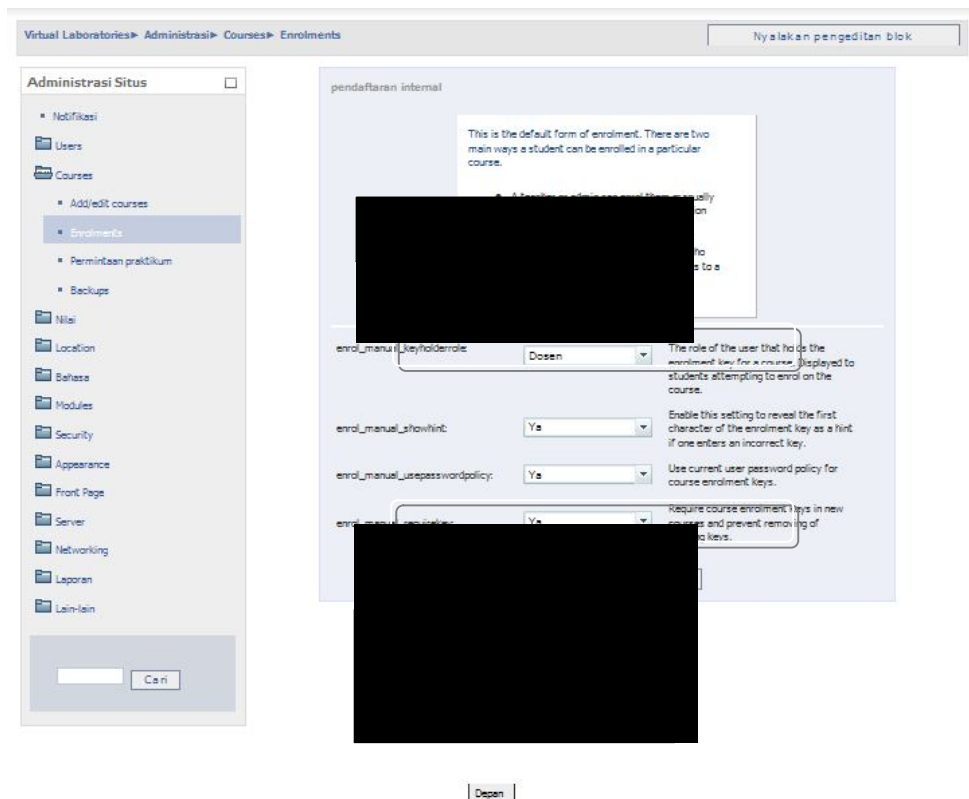 Virtual Laboratories► Administrasi► Courses► Enrolments
Nyalakan pengeditan blok
Administrasi Situs
Notifikasi
Users
Courses
Add/edit courses
Enrolments
Permintaan praktikum
Backups
Nilai
Location
Bahasa
Modules
Security
Appearance
Front Page
Server
Networking
Laporan
Lain-lain
Cari
pendaftaran internal
This is the default form of enrolment. There are two
main ways a student can be enrolled in a particular
course.
enrol_manual_keyholderrole:
Dosen
The role of the user that holds the
enrolment key for a course. Displayed to
students attempting to enrol on the
course.
enrol_manual_showhint:
Ya
Enable this setting to reveal the first
character of the enrolment key as a hint
if one enters an incorrect key.
enrol_manual_usepasswordpolicy:
Ya
Use current user password policy for
course enrolment keys.
Ya
Require course enrolment keys in new
courses and prevent removing of
keys.
Depan